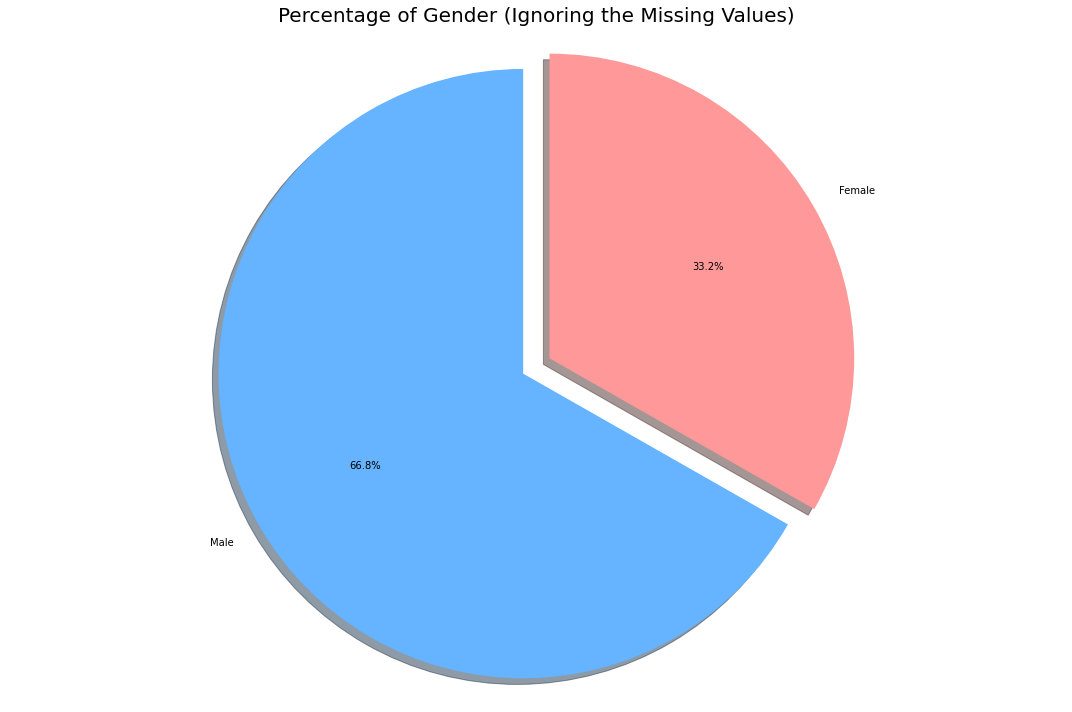 Percentage of Gender (Ignoring the Missing Values)
Female
33.2%
66.8%
Male